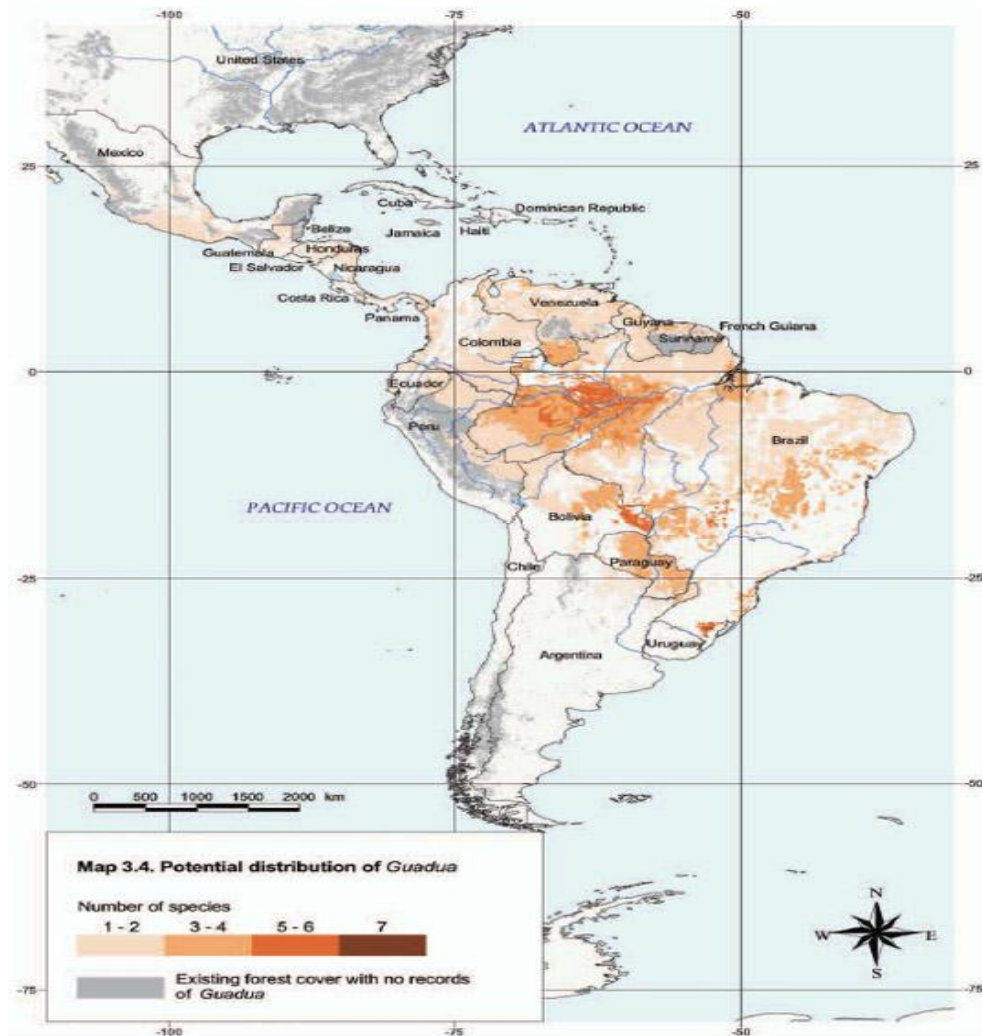 -100
-75
-50
United States
ATLANTIC OCEAN
Mexico
25
25
Cuba
Dominican Republic
Belize
Jamaica
Haiti
Honduras
Guatemala
El Salvador
Nicaragua
Costa Rica
Venezuela
Panama
Guyana
French Guiana
Colombia
Suriname
0
0
Ecuador
Peru
Brazil
PACIFIC OCEAN
Bolivia
Paraguay
-25
Chile
-25
Uruguay
Argentina
-50
-50
0 500 1000 1500 2000 km
Map 3.4. Potential distribution of Guadua
Number of species
1 - 2 3 - 4 5 - 6 7
N
W E
S
Existing forest cover with no records
of Guadua
-75
-75
-100
-75
-50